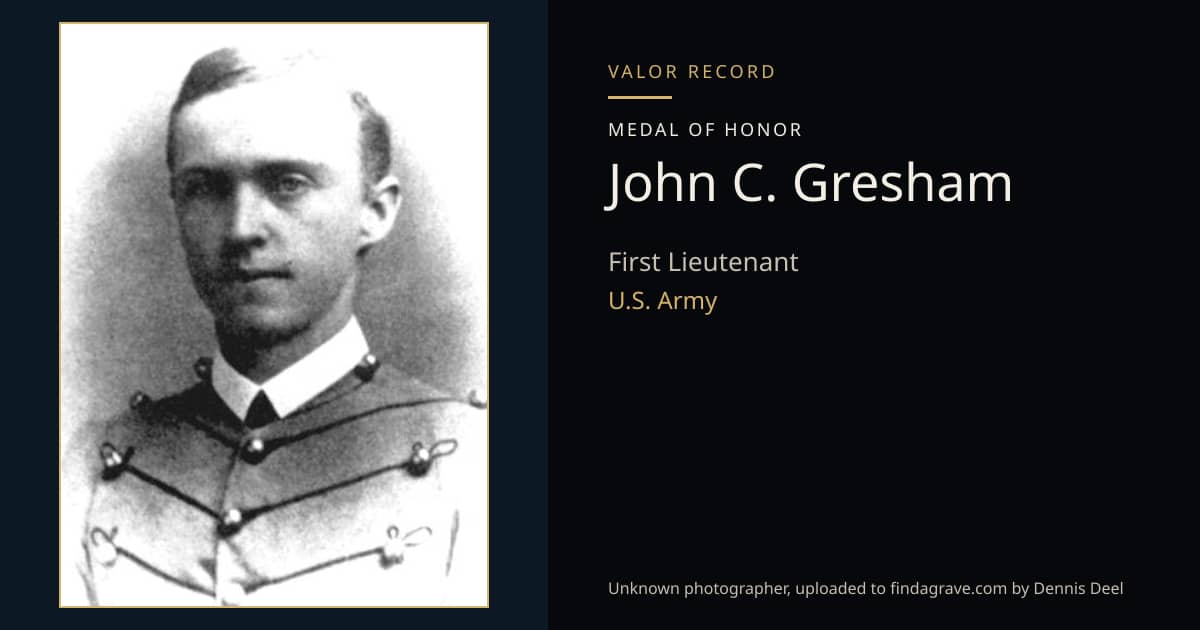 VALOR RECORD
MEDAL OF HONOR
John C. Gresham
First Lieutenant
U.S. Army
Unknown photographer, uploaded to findagrave.com by Dennis Deel